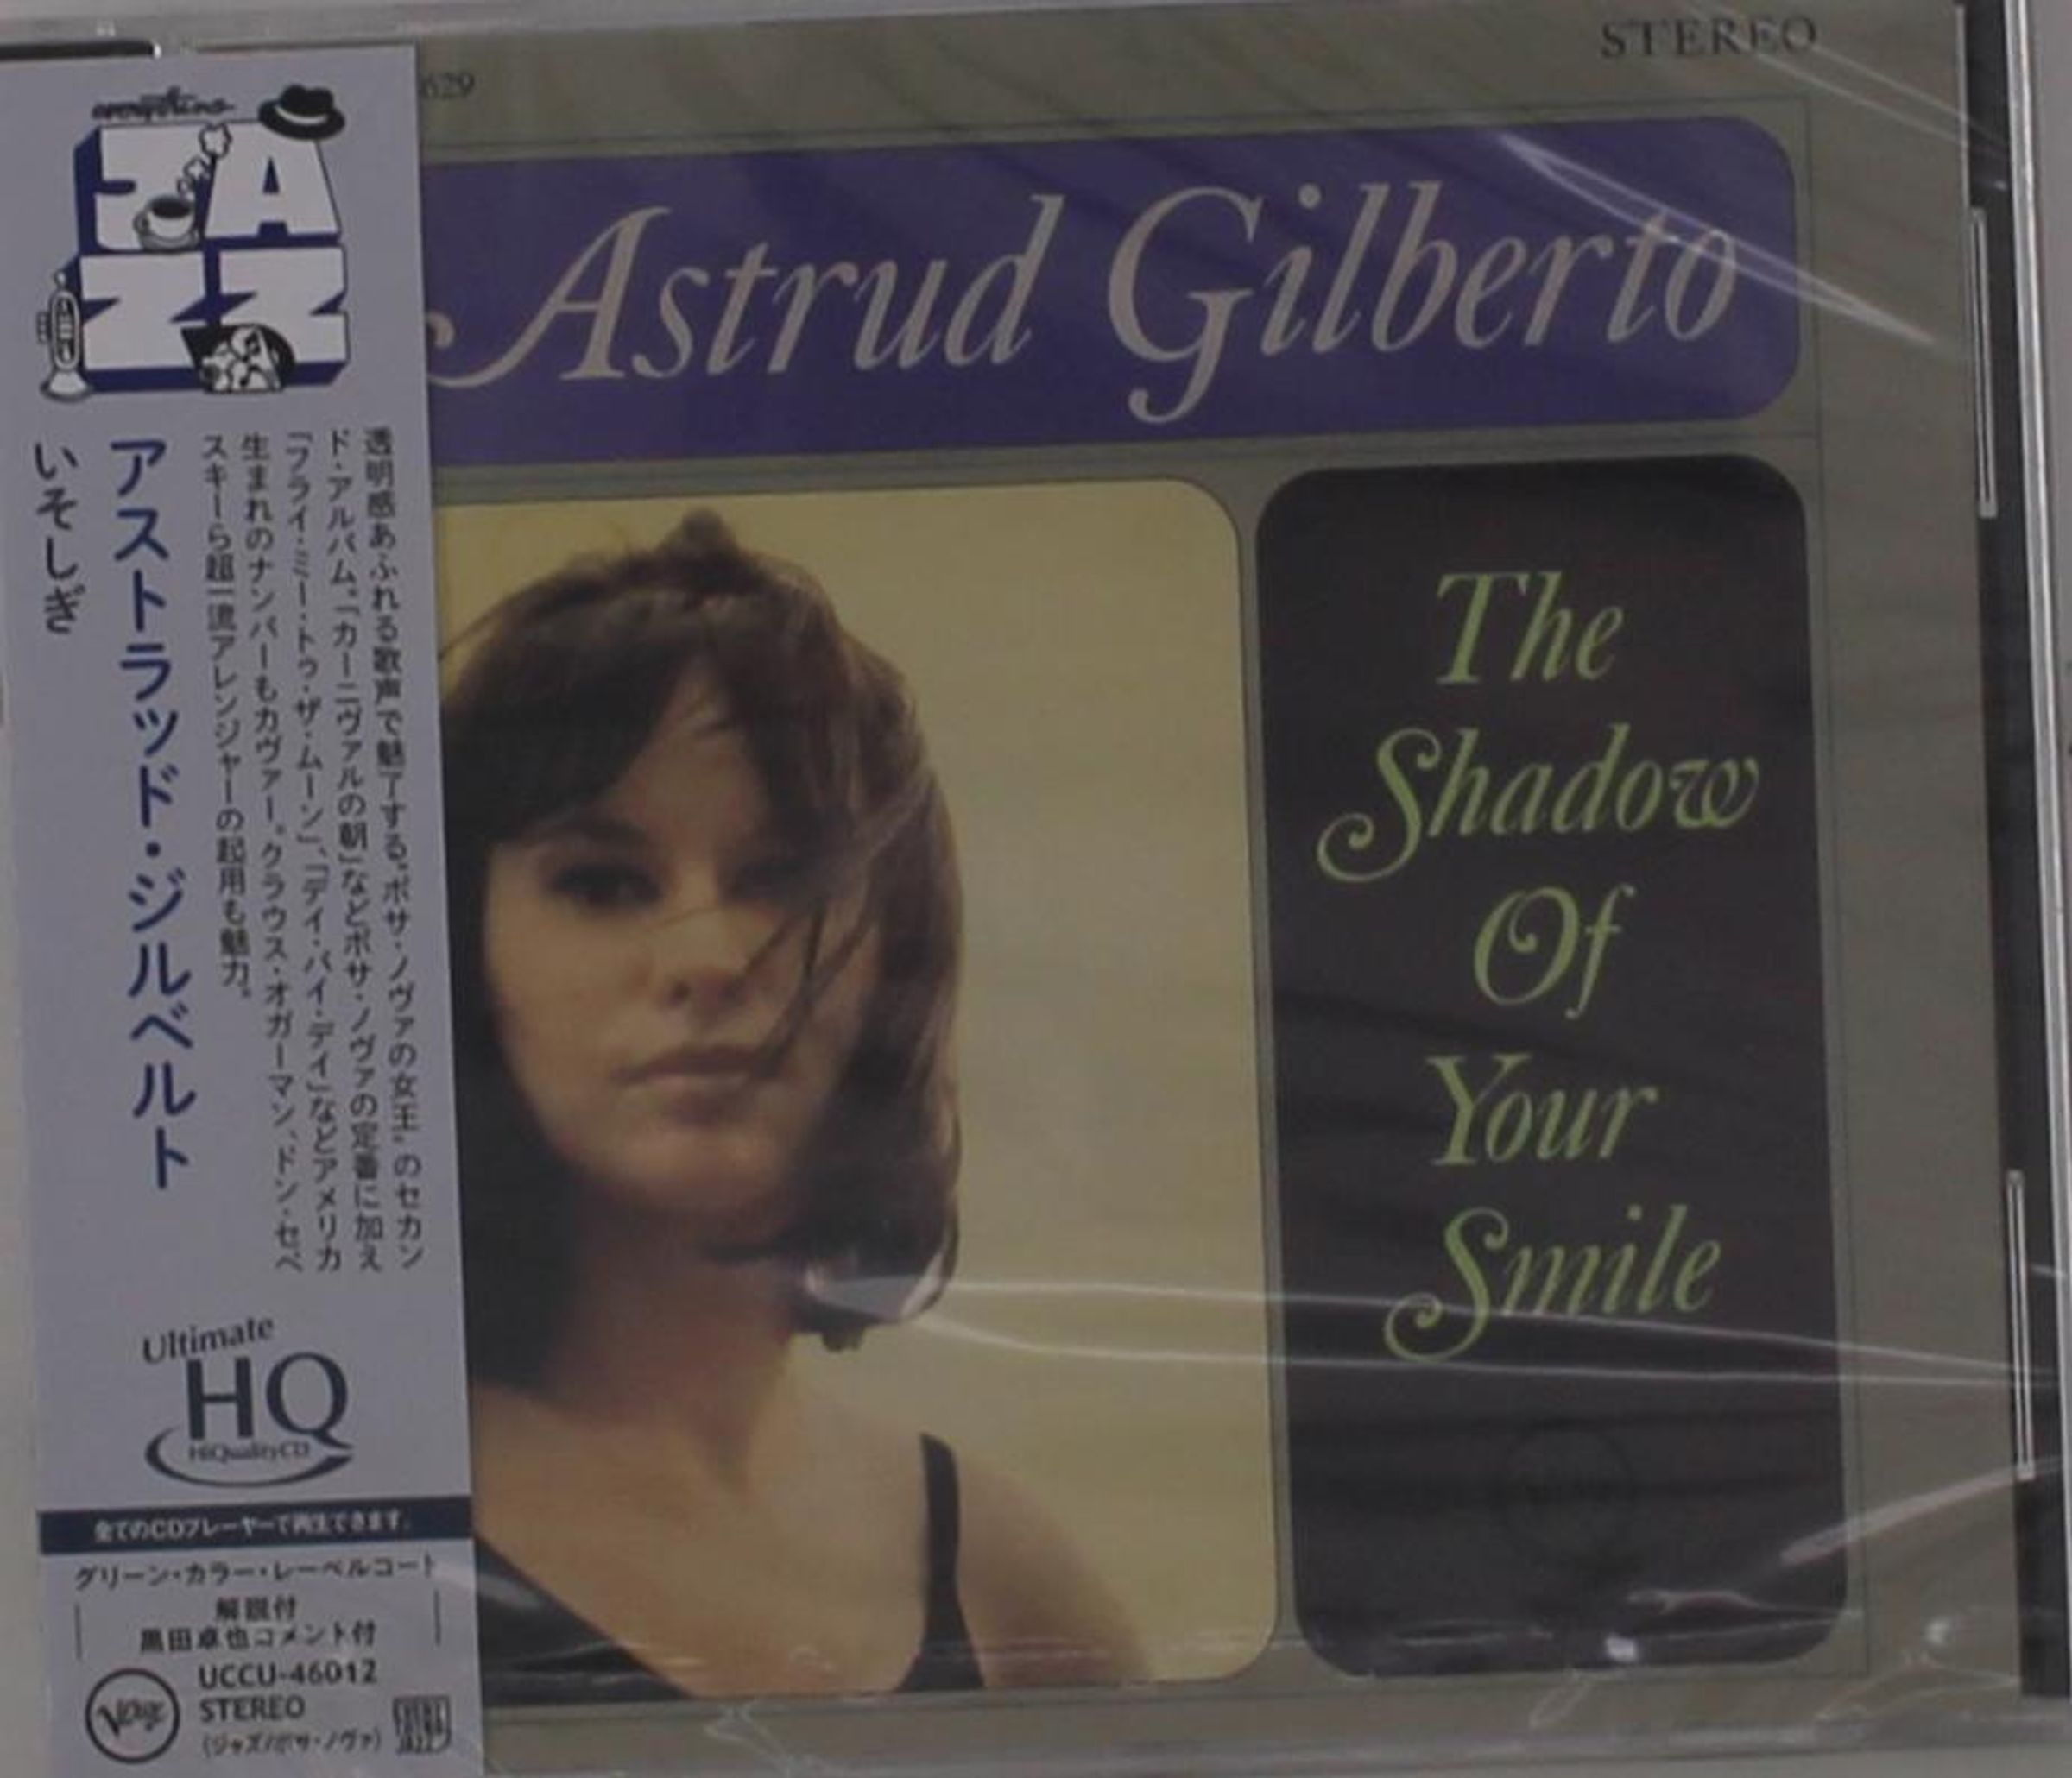 everything
JAZZ
透明感あふれる歌声で魅了する、ボサ・ノヴァの女王"のセカン
ド・アルバム。「カーニヴァルの朝」などボサ・ノヴァの定番に加え
「フライ・ミー・トゥ・ザ・ムーン」、「デイ・バイ・デイ」などアメリカ
生まれのナンバーもカヴァー。クラウス・オガーマン、ドン・セベ
スキーら超一流アレンジャーの起用も魅力。
アストラッド・ジルベルト
いそしぎ
Ultimate
HQ
HiQualityCD
全てのCDプレーヤーで再生できます。
グリーン・カラー・レーベルコート
解説付
黒田卓也コメント付
UCCU-46012
STEREO
(ジャズ/ボサ・ノヴァ)
Verve
629
STEREO
Astrud Gilberto
The
Shadow
Of
Your
Smile